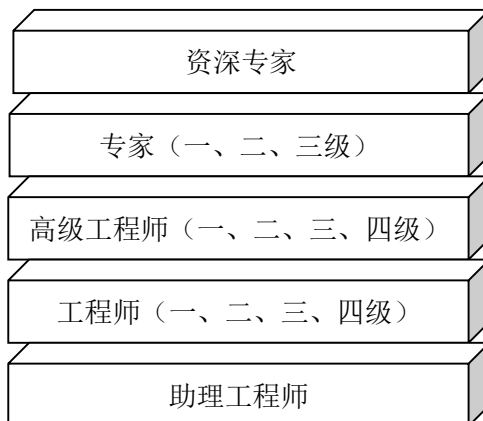 资深专家
专家（一、二、三级）
高级工程师（一、二、三、四级）
工程师（一、二、三、四级）
助理工程师